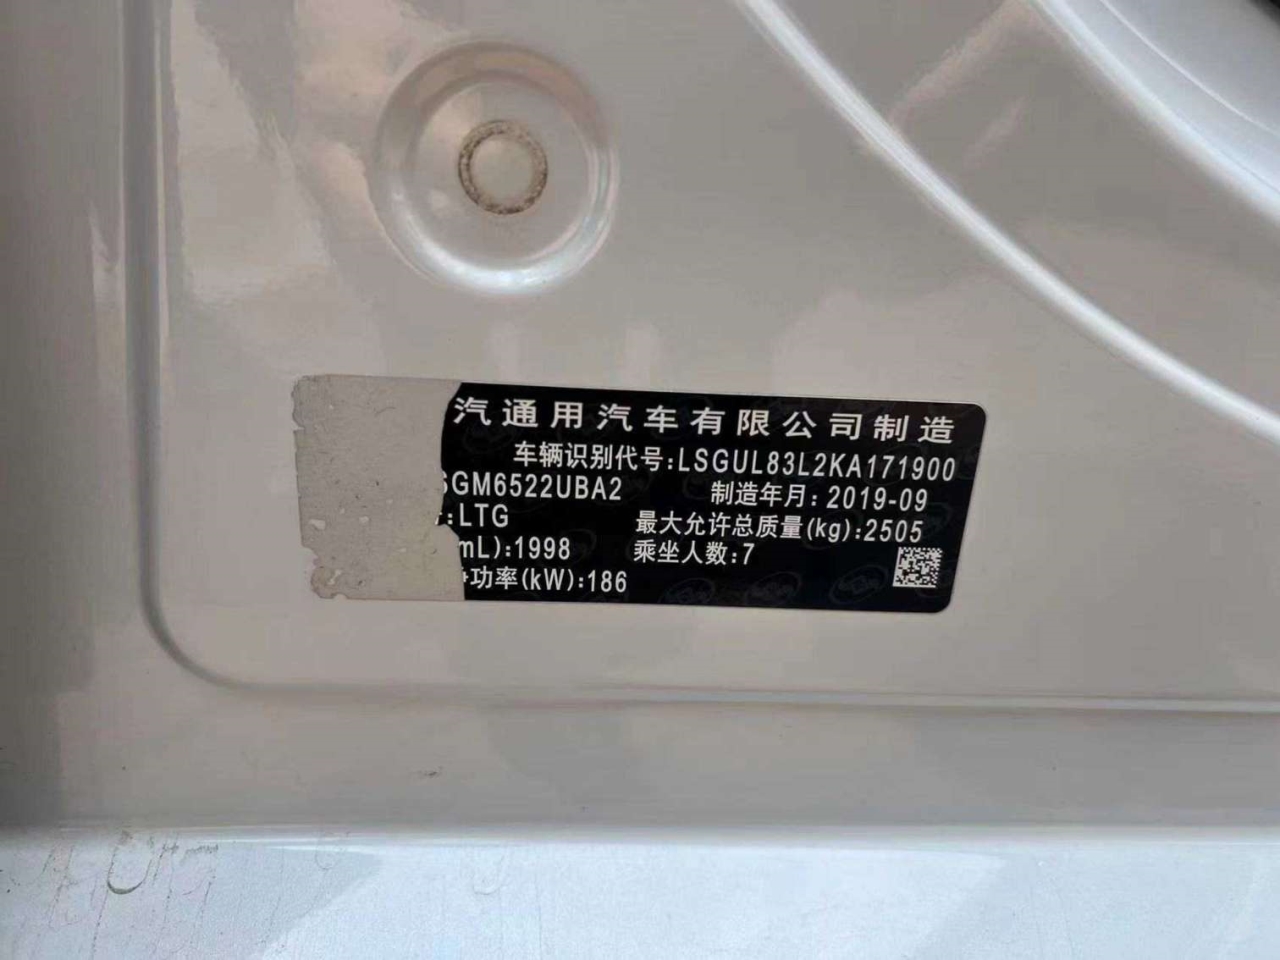 汽通用汽车有限公司制造
车辆识别代号:LSGUL83L2KA171900
SGM6522UBA2 制造年月: 2019-09
:LTG 最大允许总质量(kg):2505
mL):1998 乘坐人数:7
功率(kW):186